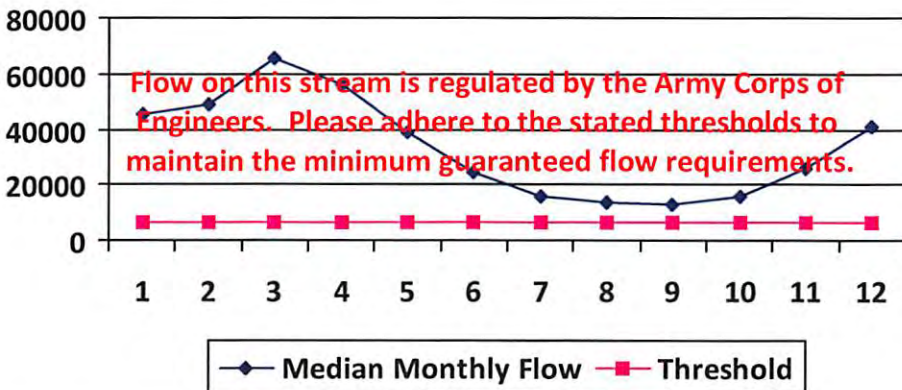 80000
60000
40000
20000
0
Flow on this stream is regulated by the Army Corps of
Engineers. Please adhere to the stated thresholds to
maintain the minimum guaranteed flow requirements.
1 2 3 4 5 6 7 8 9 10 11 12
Median Monthly Flow Threshold